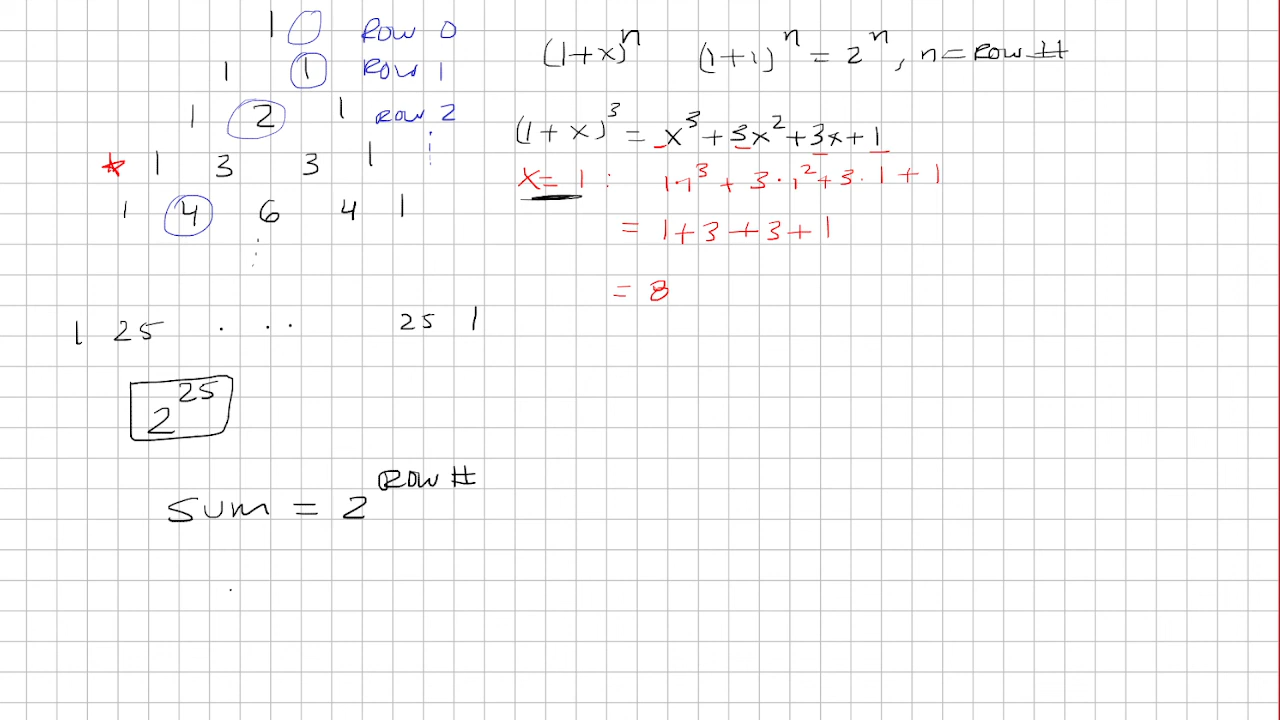 1 ROW 0
1 1 ROW 1
1 2 1 ROW 2
* 1 3 3 1
1 4 6 4 1
1 25 . . . 25 1
2^25
SUM = 2^ROW #
(1+x)^n (1+1)^n = 2^n, n = ROW #
(1+x)^3 = x^3 + 3x^2 + 3x + 1
x = 1 : 1·1^3 + 3·1^2 + 3·1 + 1
= 1 + 3 + 3 + 1
= 8